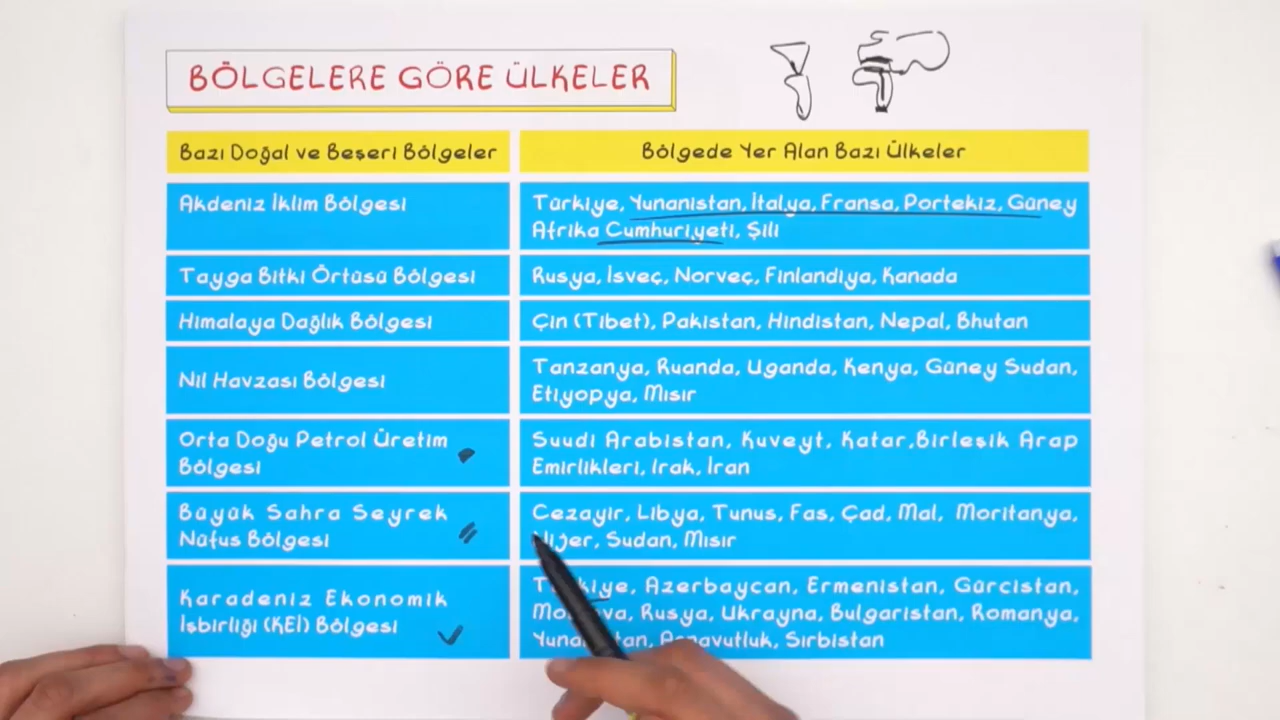 BÖLGELERE GÖRE ÜLKELER
Bazı Doğal ve Beşeri Bölgeler
Bölgede Yer Alan Bazı Ülkeler
Akdeniz İklim Bölgesi
Türkiye, Yunanistan, İtalya, Fransa, Portekiz, Güney
Afrika Cumhuriyeti, Şili
Tayga Bitki Örtüsü Bölgesi
Rusya, İsveç, Norveç, Finlandiya, Kanada
Himalaya Dağlık Bölgesi
Çin (Tibet), Pakistan, Hindistan, Nepal, Bhutan
Nil Havzası Bölgesi
Tanzanya, Ruanda, Uganda, Kenya, Güney Sudan,
Etiyopya, Mısır
Orta Doğu Petrol Üretim
Bölgesi
Suudi Arabistan, Kuveyt, Katar,Birleşik Arap
Emirlikleri, Irak, İran
Büyük Sahra Seyrek
Nüfus Bölgesi
Cezayir, Libya, Tunus, Fas, Çad, Mal, Moritanya,
Sudan, Mısır
Karadeniz Ekonomik
İşbirliği (KEİ) Bölgesi
Türkiye, Azerbaycan, Ermenistan, Gürcistan,
Rusya, Ukrayna, Bulgaristan, Romanya,
Sırbistan